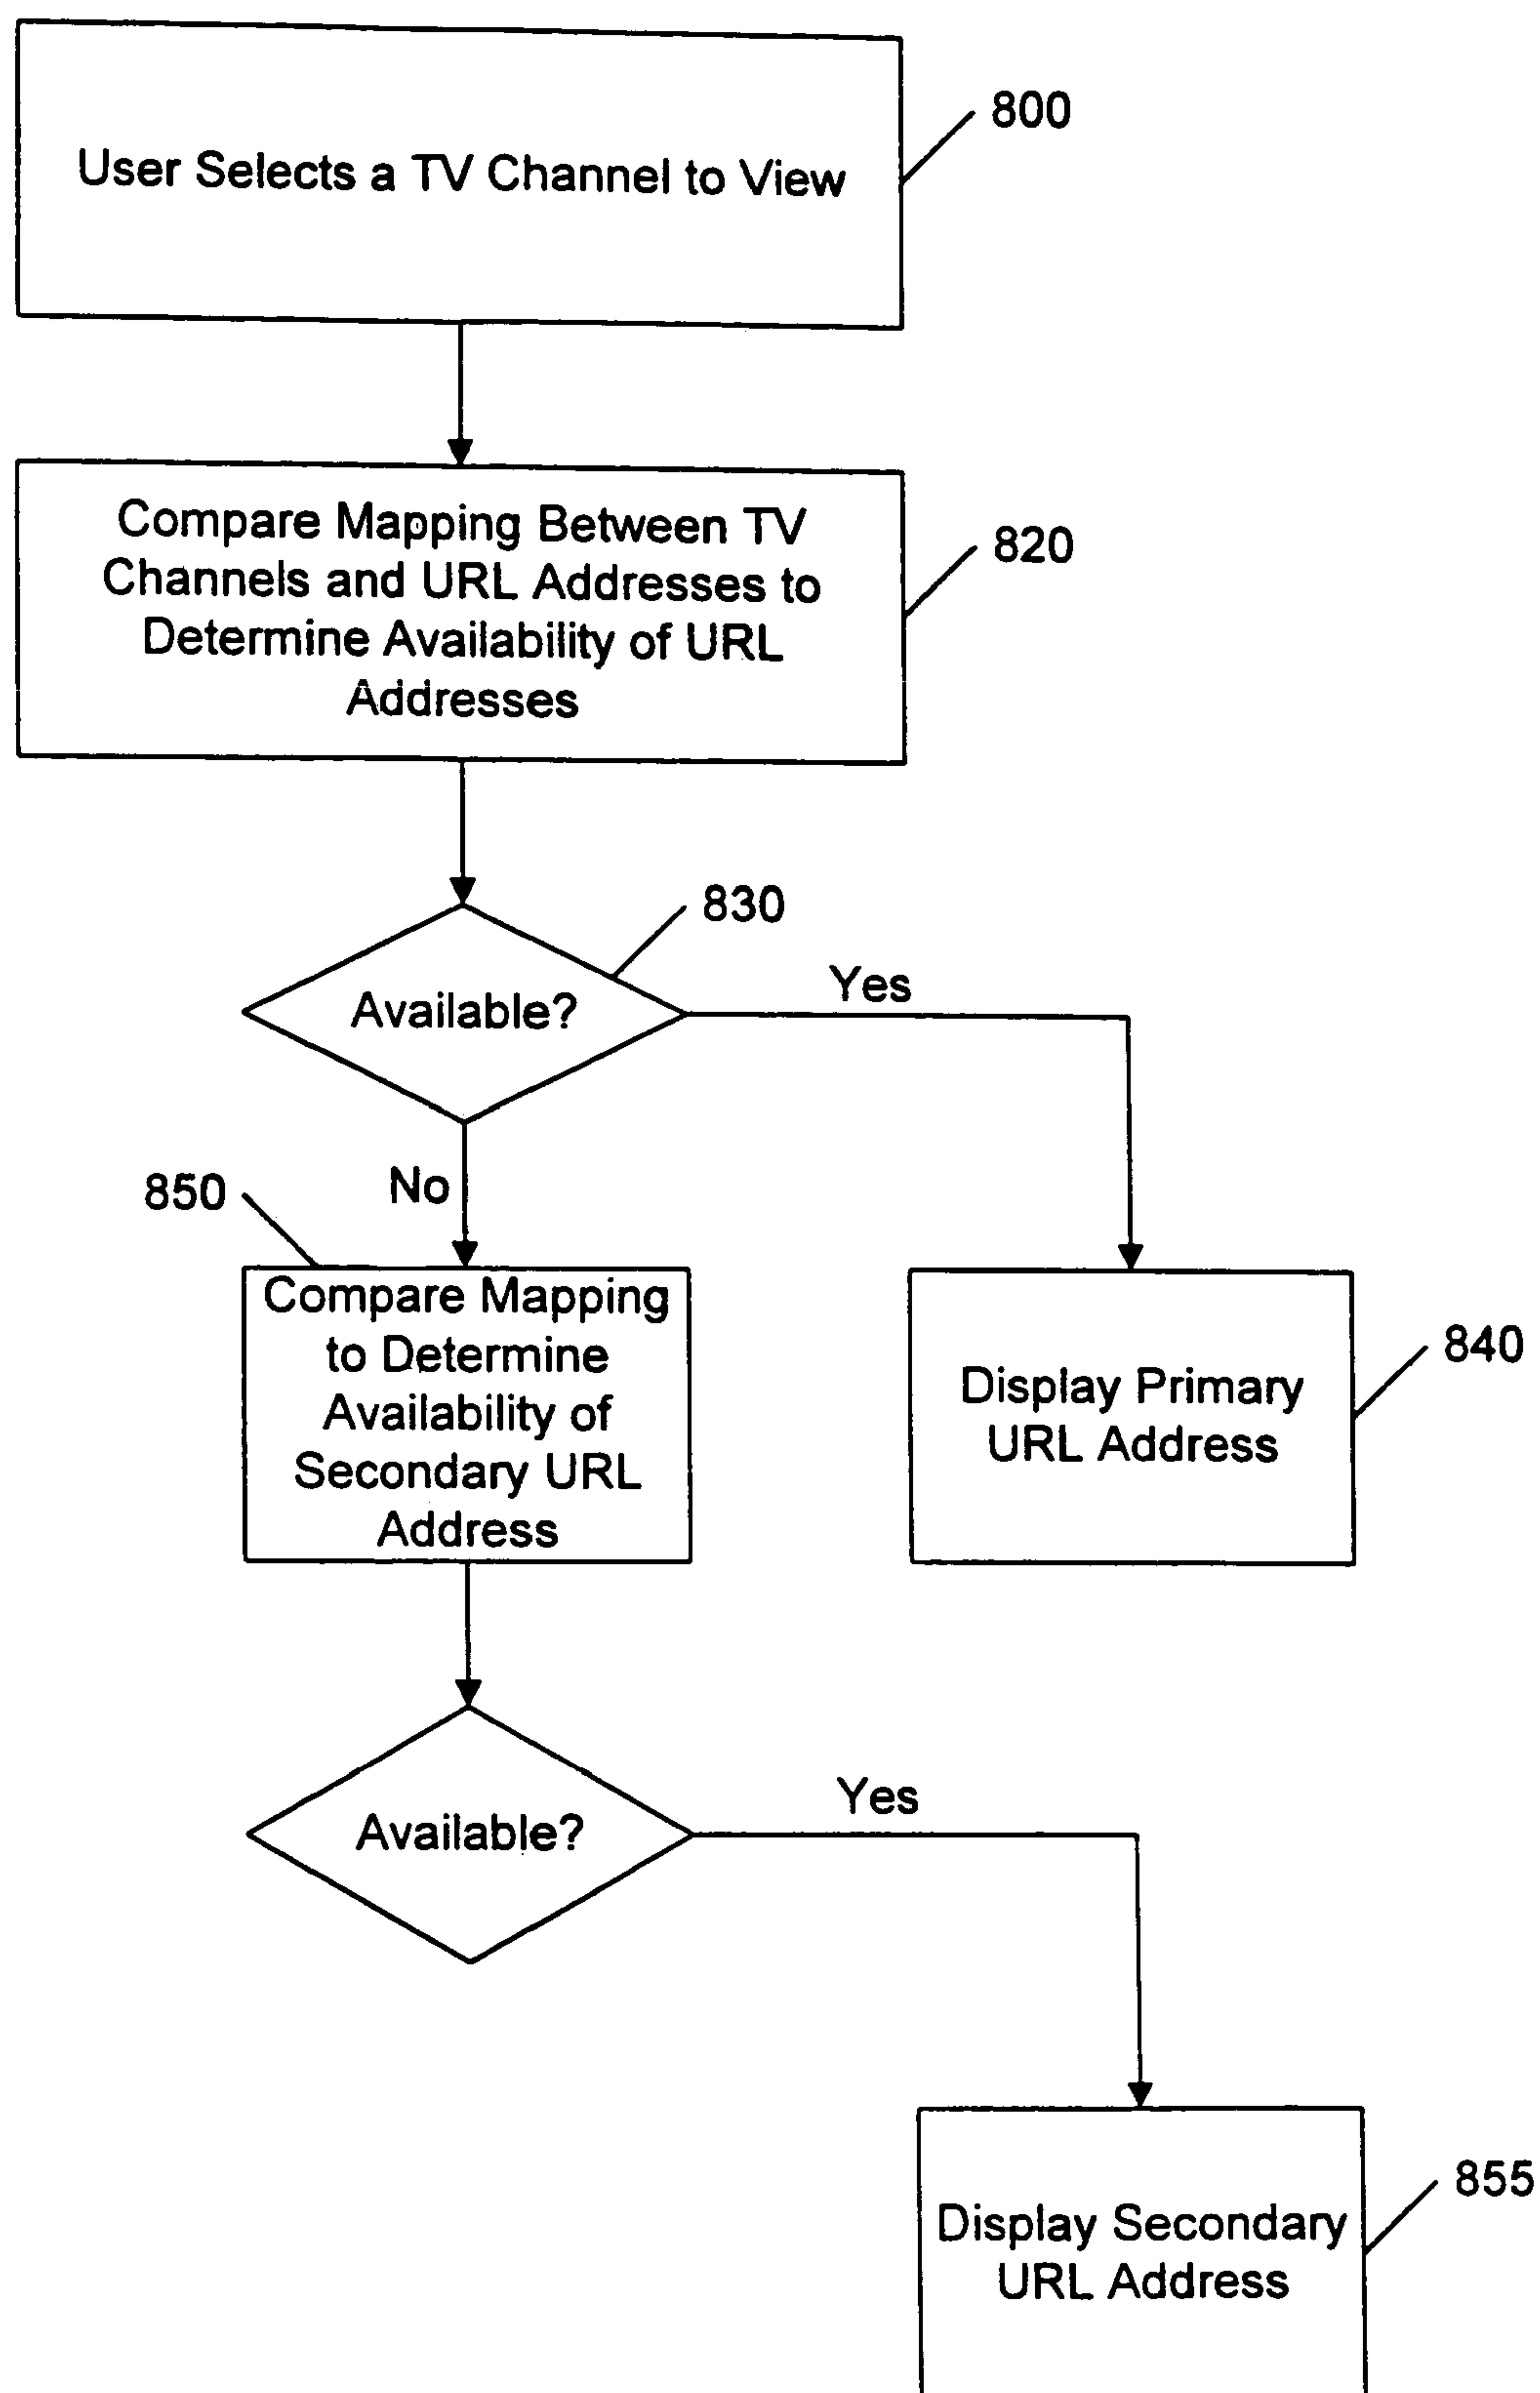 User Selects a TV Channel to View
800
Compare Mapping Between TV
Channels and URL Addresses to
Determine Availability of URL
Addresses
820
830
Available?
Yes
No
850
Compare Mapping
to Determine
Availability of
Secondary URL
Address
Display Primary
URL Address
840
Available?
Yes
Display Secondary
URL Address
855